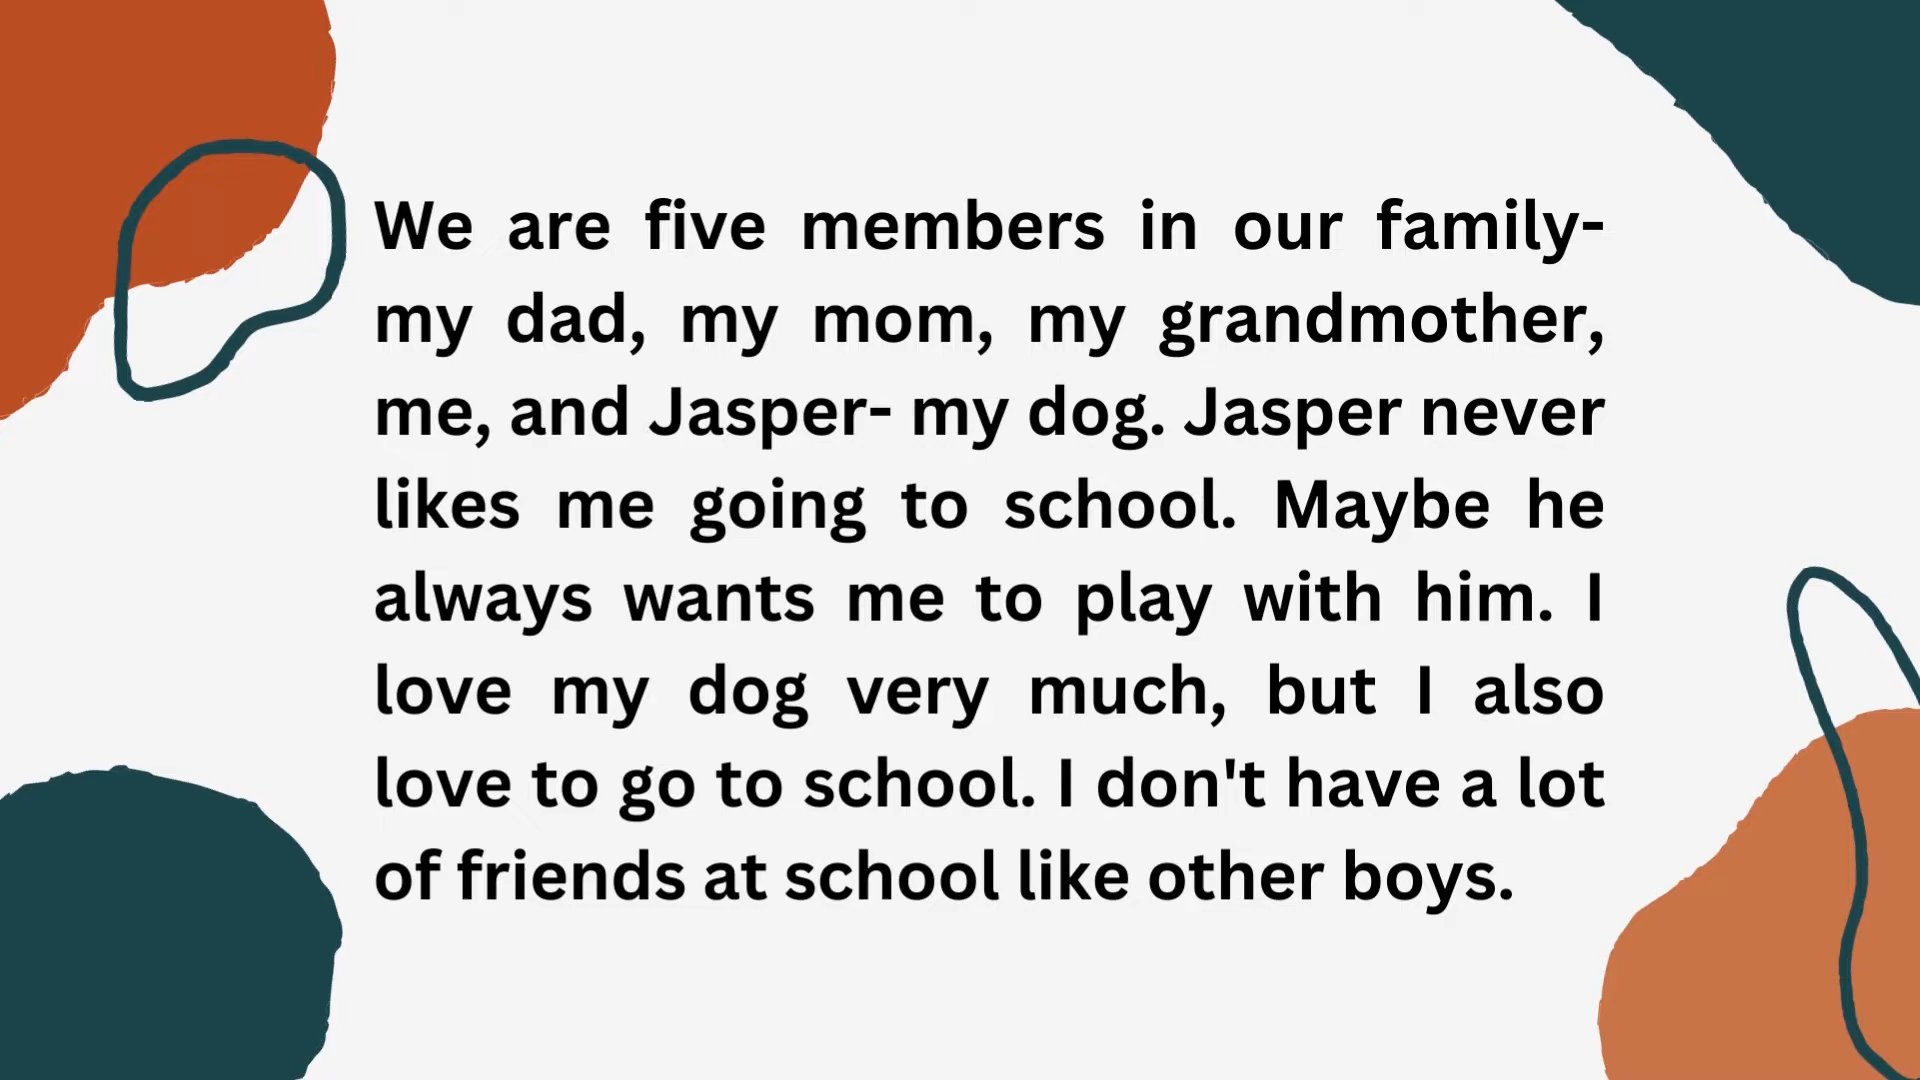 We are five members in our family-
my dad, my mom, my grandmother,
me, and Jasper- my dog. Jasper never
likes me going to school. Maybe he
always wants me to play with him. I
love my dog very much, but I also
love to go to school. I don't have a lot
of friends at school like other boys.